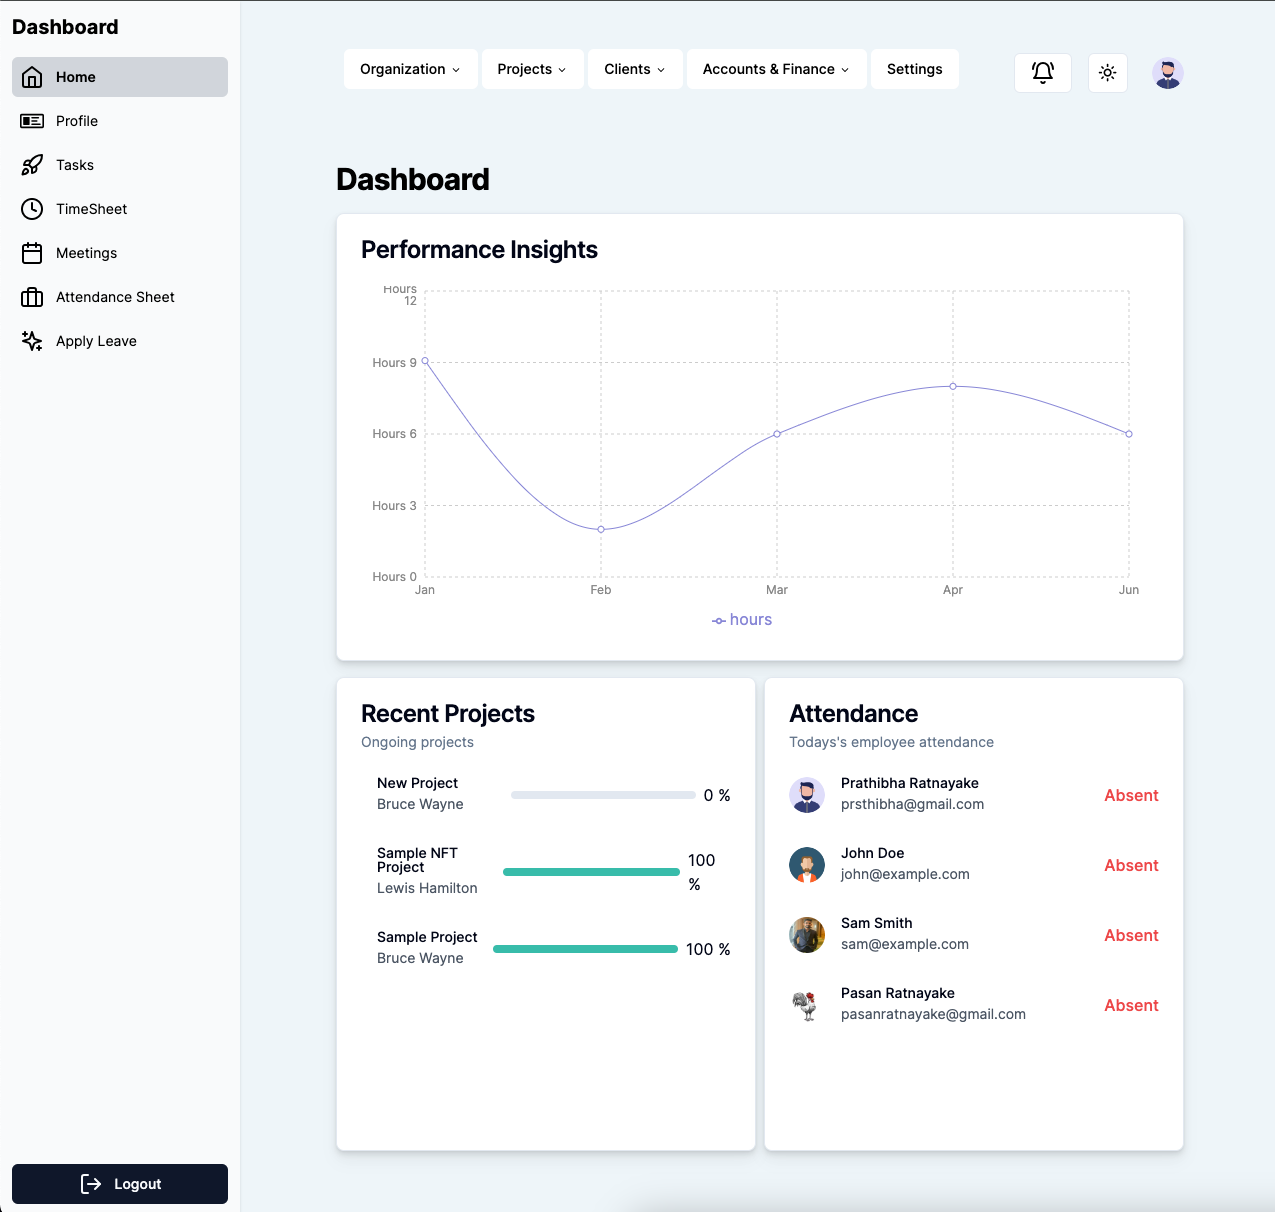 Dashboard
Home
Profile
Tasks
TimeSheet
Meetings
Attendance Sheet
Apply Leave
Logout
Organization
Projects
Clients
Accounts & Finance
Settings
Dashboard
Performance Insights
Hours
12
Hours 9
Hours 6
Hours 3
Hours 0
Jan
Feb
Mar
Apr
Jun
hours
Recent Projects
Ongoing projects
New Project
Bruce Wayne
0 %
Sample NFT
Project
Lewis Hamilton
100
%
Sample Project
Bruce Wayne
100 %
Attendance
Todays's employee attendance
Prathibha Ratnayake
prsthibha@gmail.com
Absent
John Doe
john@example.com
Absent
Sam Smith
sam@example.com
Absent
Pasan Ratnayake
pasanratnayake@gmail.com
Absent